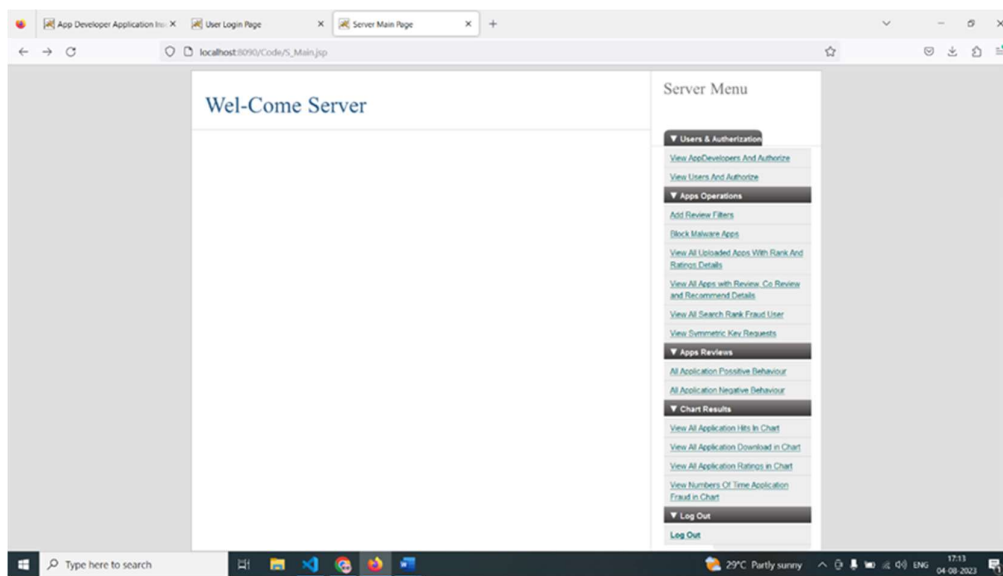 App Developer Application In
User Login Page
Server Main Page
localhost:8090/Code/S_Main.jsp
Wel-Come Server
Server Menu
▼ Users & Autherization
View AppDevelopers And Authorize
View Users And Authorize
▼ Apps Operations
Add Review Filters
Block Malware Apps
View All Uploaded Apps With Rank And
Ratings Details
View All Apps with Review, Co Review
and Recommend Details
View All Search Rank Fraud User
View Symmetric Key Requests
▼ Apps Reviews
All Application Possitive Behaviour
All Application Negative Behaviour
▼ Chart Results
View All Application Hits In Chart
View All Application Download in Chart
View All Application Ratings in Chart
View Numbers Of Time Application
Fraud in Chart
▼ Log Out
Log Out
Type here to search
29°C Partly sunny
ENG
17:13
04-08-2023